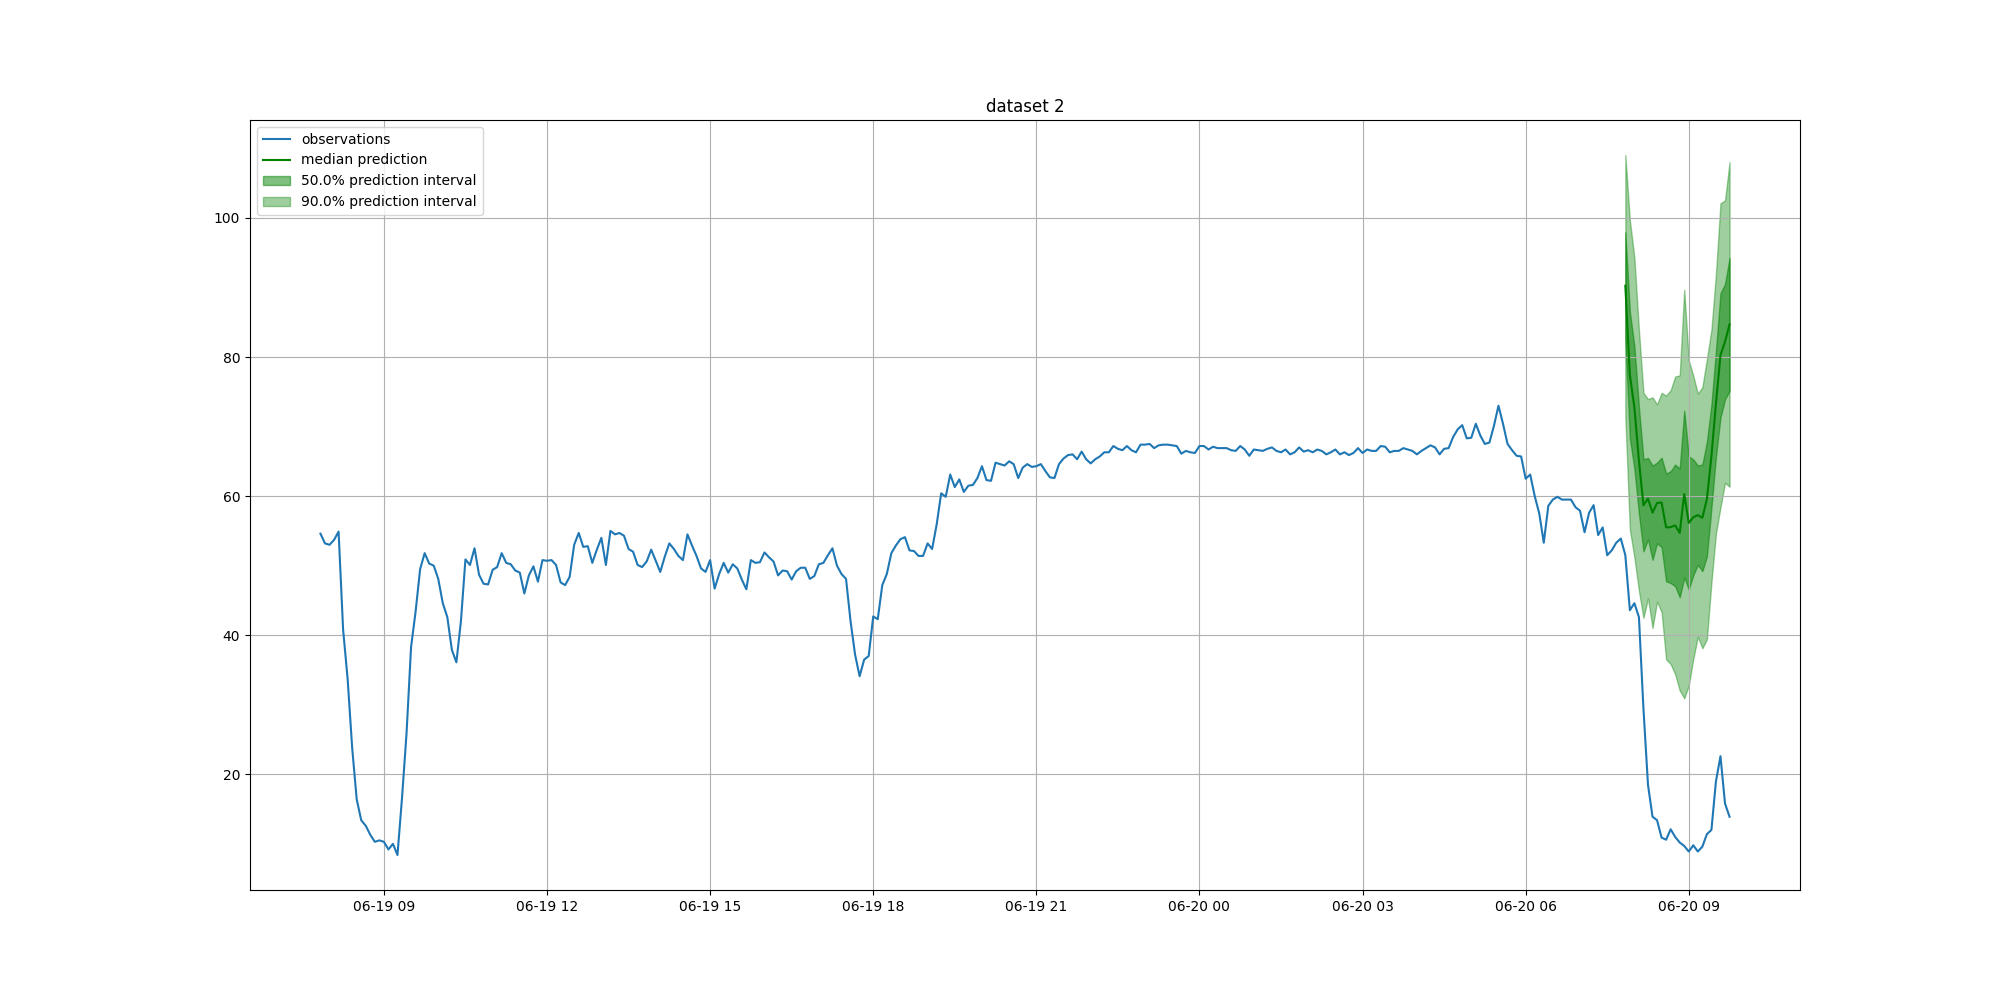 dataset 2
observations
median prediction
50.0% prediction interval
90.0% prediction interval
100
80
60
40
20
06-19 09
06-19 12
06-19 15
06-19 18
06-19 21
06-20 00
06-20 03
06-20 06
06-20 09